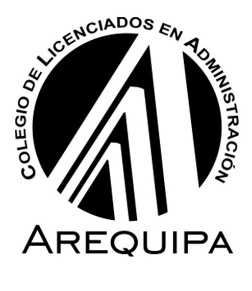 COLEGIO DE LICENCIADOS EN ADMINISTRACIÓN
AREQUIPA